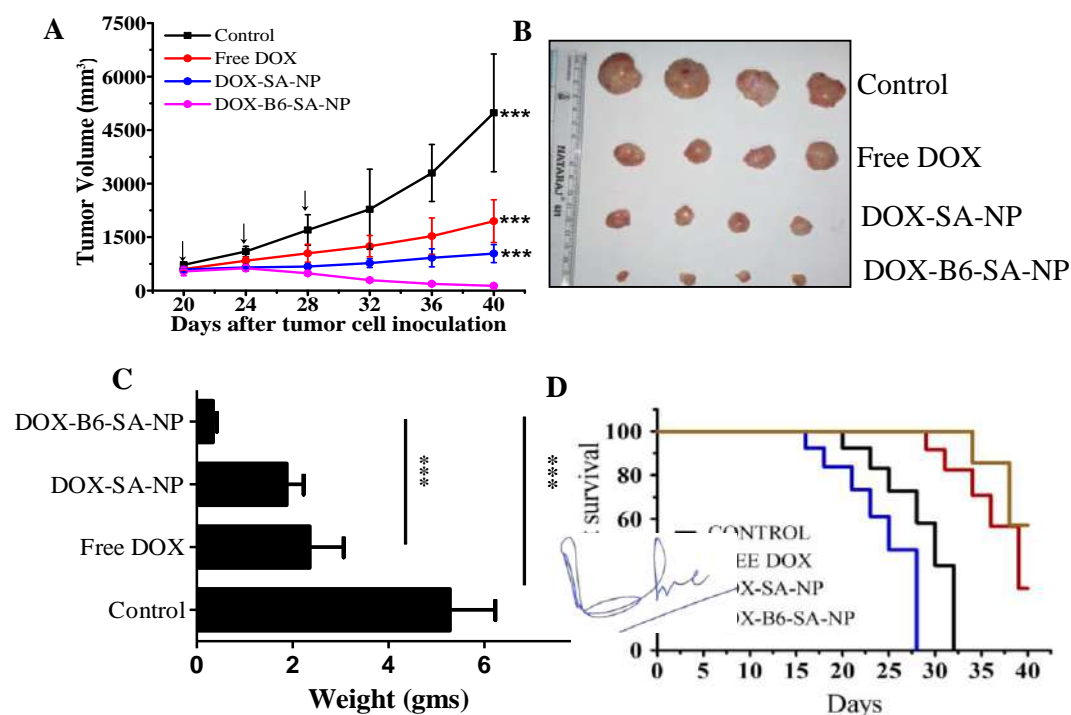 A
7500
6000
4500
3000
1500
0
Tumor Volume (mm³)
Control
Free DOX
DOX-SA-NP
DOX-B6-SA-NP
***
***
***
20 24 28 32 36 40
Days after tumor cell inoculation
B
NATARAJ
Control
Free DOX
DOX-SA-NP
DOX-B6-SA-NP
C
DOX-B6-SA-NP
DOX-SA-NP
Free DOX
Control
***
***
0 2 4 6
Weight (gms)
D
100
80
60
0
survival
CONTROL
EE DOX
OX-SA-NP
OX-B6-SA-NP
0 5 10 15 20 25 30 35 40
Days